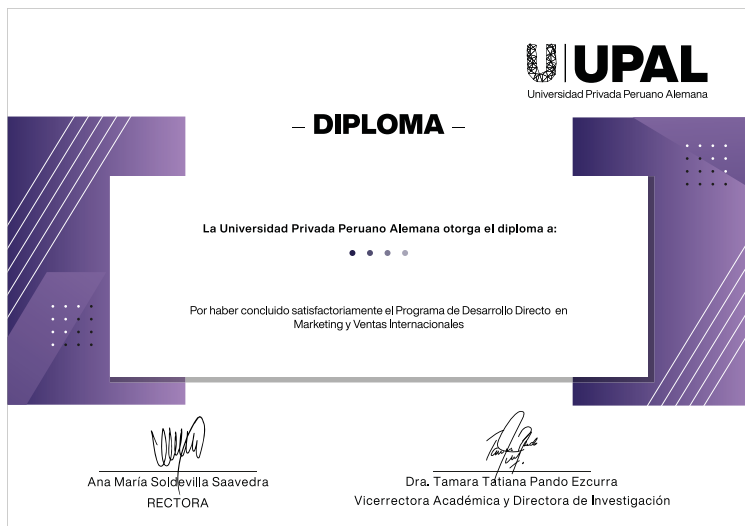 UPAL
Universidad Privada Peruano Alemana
– DIPLOMA –
La Universidad Privada Peruano Alemana otorga el diploma a:
Por haber concluido satisfactoriamente el Programa de Desarrollo Directo en
Marketing y Ventas Internacionales
Ana María Soldevilla Saavedra
RECTORA
Dra. Tamara Tatiana Pando Ezcurra
Vicerrectora Académica y Directora de Investigación